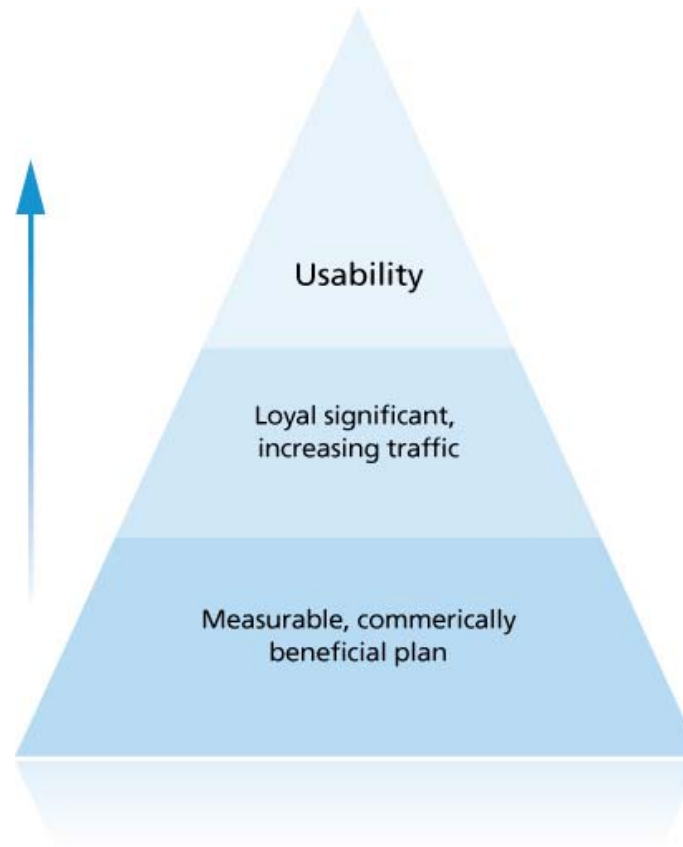 Usability
Loyal significant,
increasing traffic
Measurable, commerically
beneficial plan